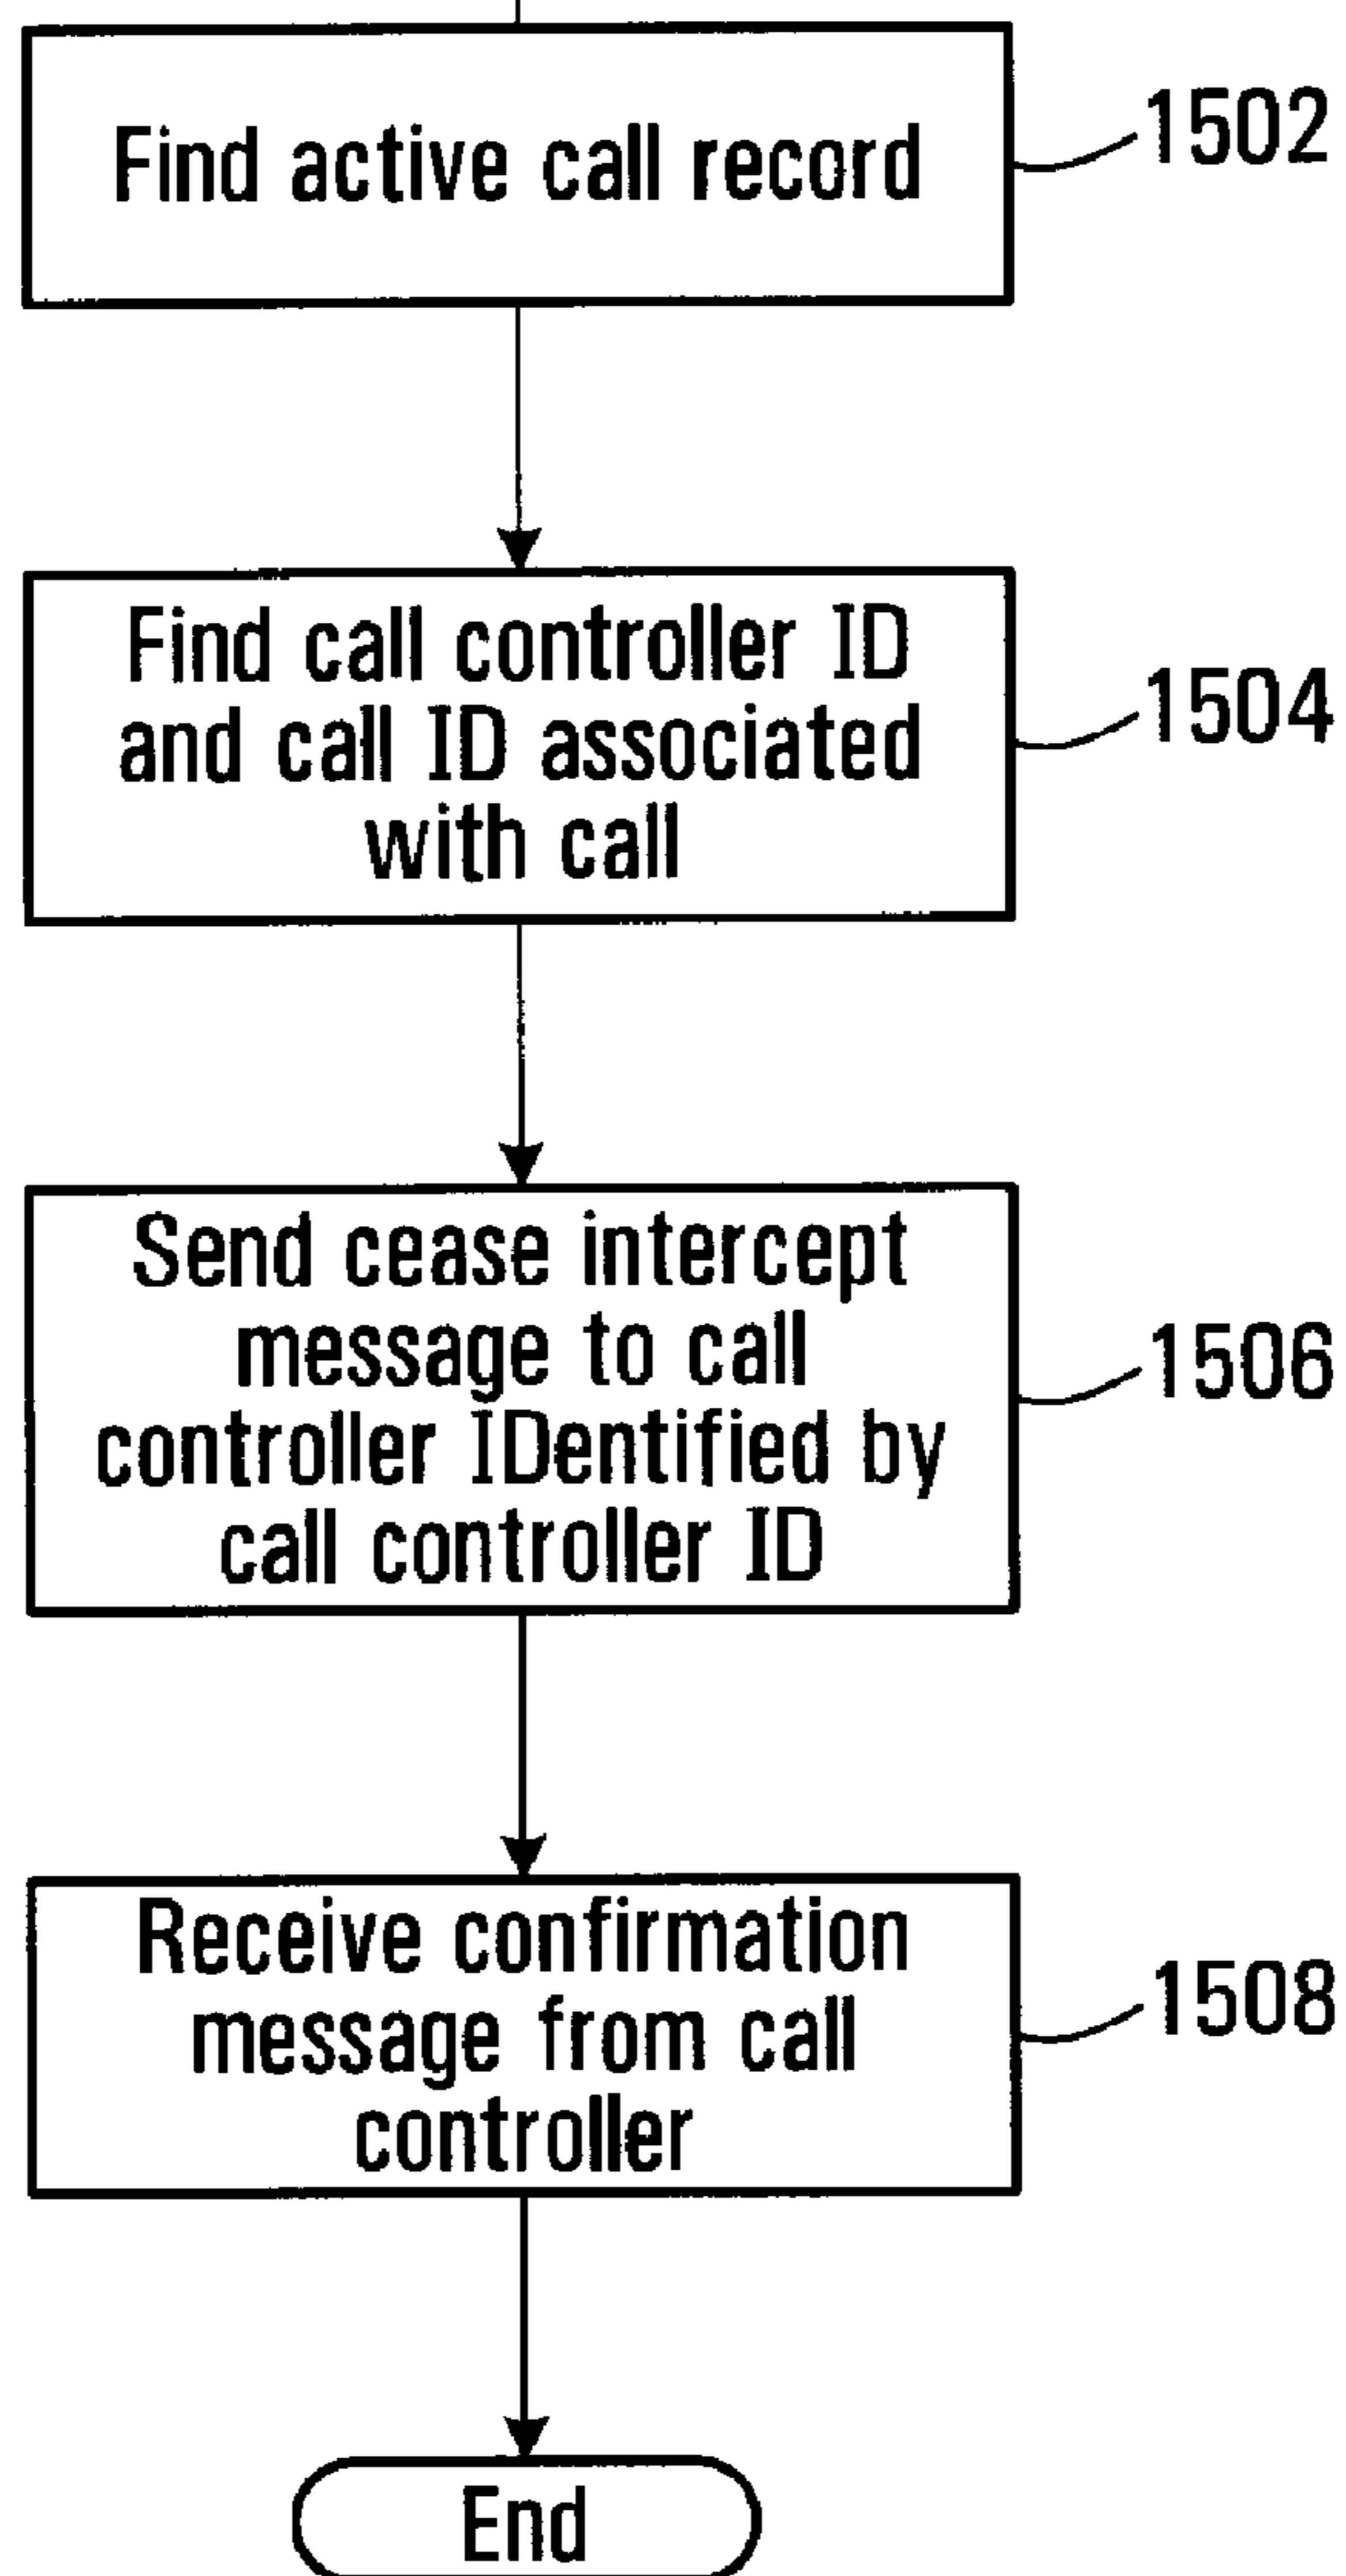 Find active call record
1502
Find call controller ID
and call ID associated
with call
1504
Send cease intercept
message to call
controller IDentified by
call controller ID
1506
Receive confirmation
message from call
controller
1508
End